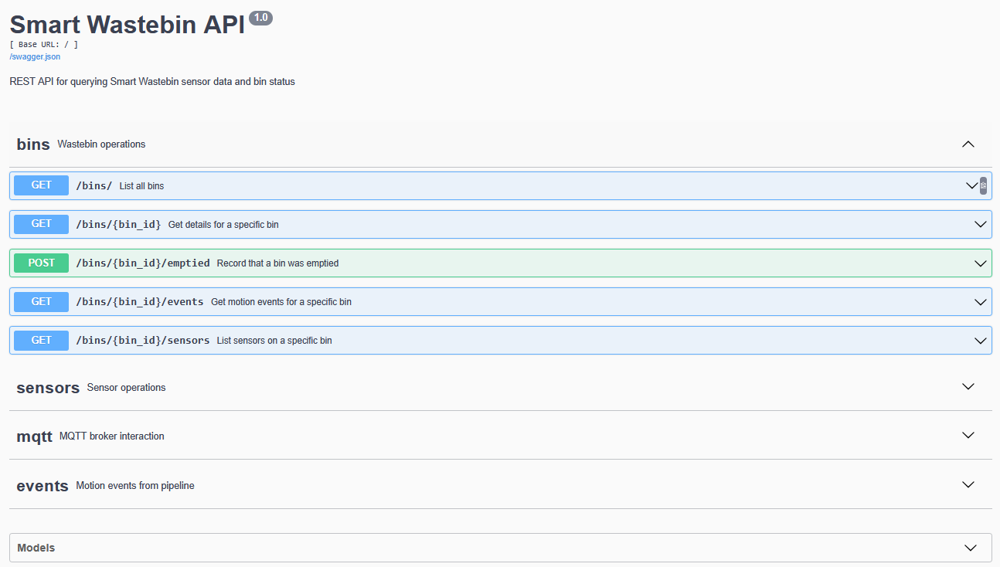 Smart Wastebin API 1.0
[ Base URL: / ]
/swagger.json
REST API for querying Smart Wastebin sensor data and bin status
bins Wastebin operations
GET /bins/ List all bins
GET /bins/{bin_id} Get details for a specific bin
POST /bins/{bin_id}/emptied Record that a bin was emptied
GET /bins/{bin_id}/events Get motion events for a specific bin
GET /bins/{bin_id}/sensors List sensors on a specific bin
sensors Sensor operations
mqtt MQTT broker interaction
events Motion events from pipeline
Models